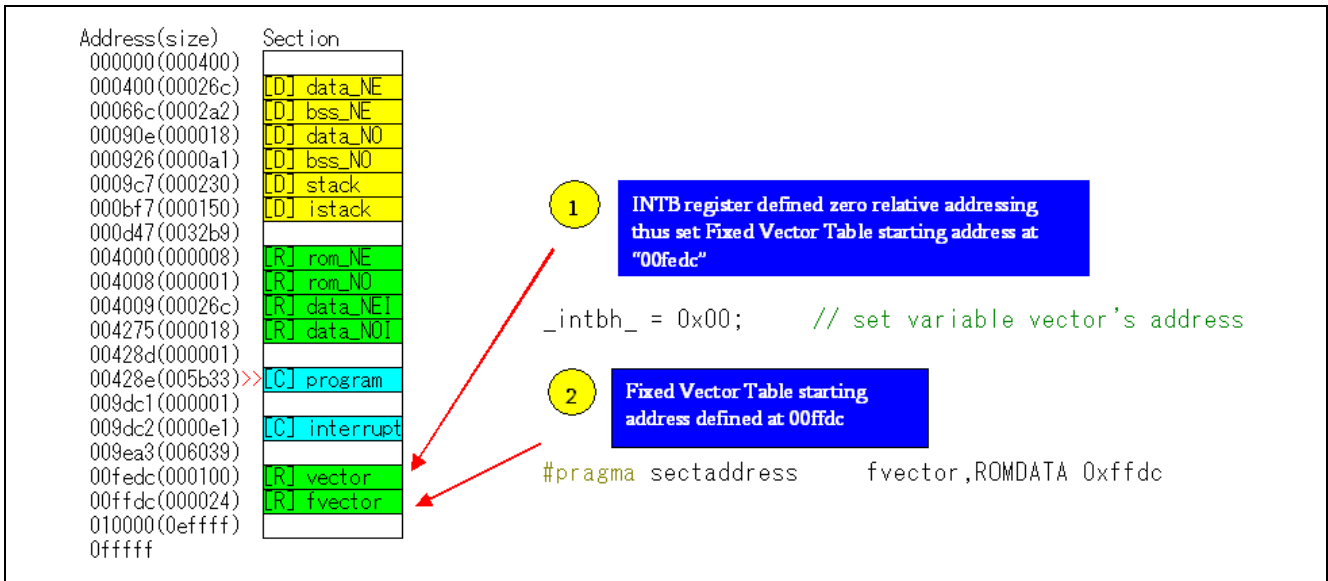 Address(size) Section
000000(000400)
000400(00026c) [D] data_NE
00066c(0002a2) [D] bss_NE
00090e(000018) [D] data_NO
000926(0000a1) [D] bss_NO
0009c7(000230) [D] stack
000bf7(000150) [D] istack
000d47(0032b9)
004000(000008) [R] rom_NE
004008(000001) [R] rom_NO
004009(00026c) [R] data_NEI
004275(000018) [R] data_NOI
00428d(000001)
00428e(005b33)>>[C] program
009dc1(000001)
009dc2(0000e1) [C] interrupt
009ea3(006039)
00fedc(000100) [R] vector
00ffdc(000024) [R] fvector
010000(0effff)
0fffff
1
INTB register defined zero relative addressing
thus set Fixed Vector Table starting address at
"00fedc"
_intbh_ = 0x00; // set variable vector's address
2
Fixed Vector Table starting
address defined at 00ffdc
#pragma sectaddress fvector,ROMDATA 0xffdc